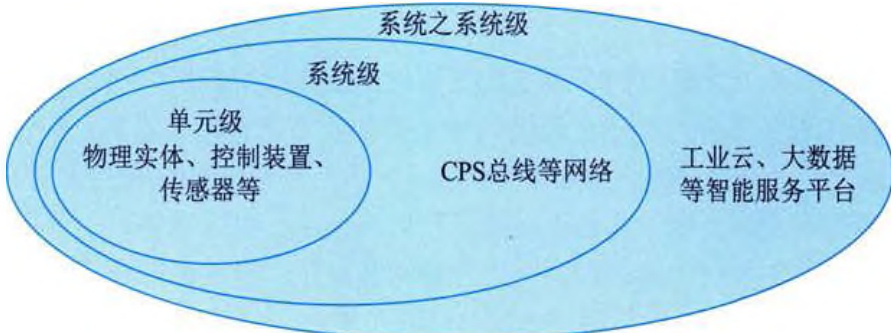 系统之系统级
系统级
单元级
物理实体、控制装置、
传感器等
CPS总线等网络
工业云、大数据
等智能服务平台